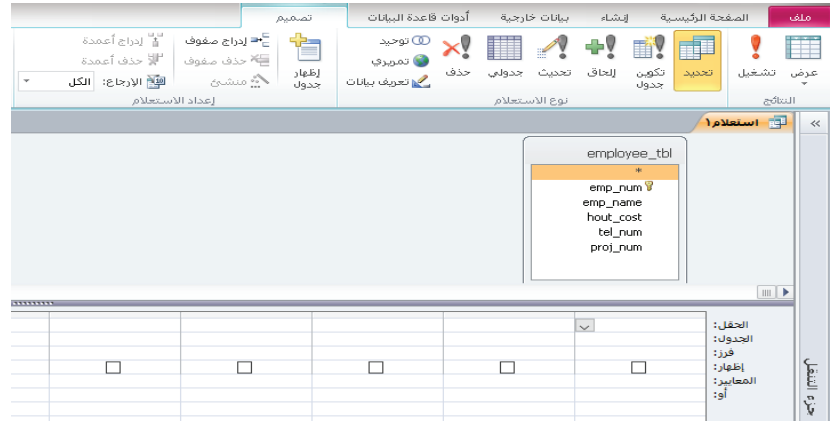 ملف الصفحة الرئيسية إنشاء بيانات خارجية أدوات قاعدة البيانات تصميم
عرض
تشغيل
تحديد
تكوين جدول
إلحاق
تحديث
جدولي
حذف
توحيد
تمريري
تعريف بيانات
إظهار جدول
إدراج صفوف
حذف صفوف
منشئ
إدراج أعمدة
حذف أعمدة
الإرجاع: الكل
النتائج
نوع الاستعلام
إعداد الاستعلام
استعلام١
«
employee_tbl
*
emp_num
emp_name
hout_cost
tel_num
proj_num
الحقل:
الجدول:
فرز:
إظهار:
المعايير:
أو:
جزء التنقل